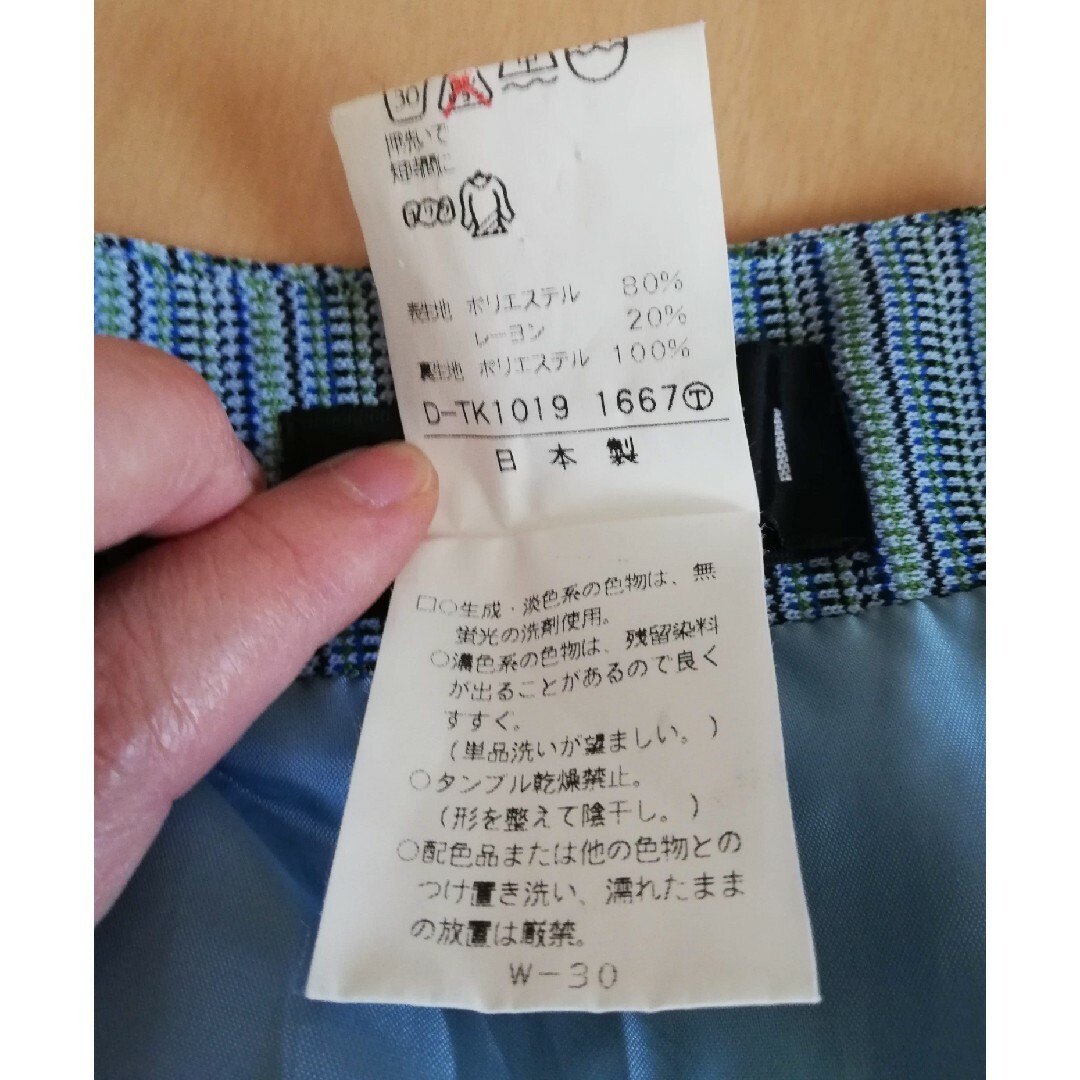 30
押洗いで
短時間に
表生地 ポリエステル 80%
レーヨン 20%
裏生地 ポリエステル 100%
D-TK1019 1667Ⓣ
日本製
□○生成・淡色系の色物は、無
蛍光の洗剤使用。
○濃色系の色物は、残留染料
が出ることがあるので良く
すすぐ。
(単品洗いが望ましい。)
○タンブル乾燥禁止。
(形を整えて陰干し。)
○配色品または他の色物との
つけ置き洗い、濡れたまま
の放置は厳禁。
W-30